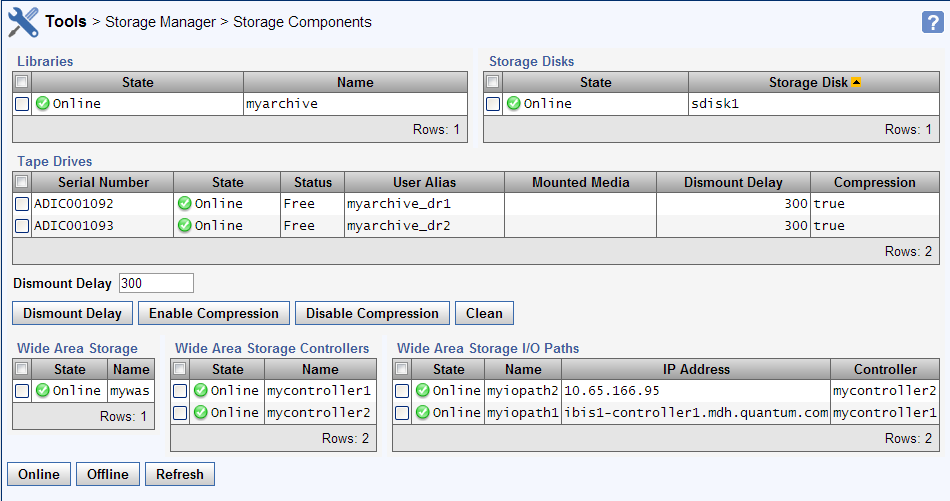 Tools > Storage Manager > Storage Components
?
Libraries
State Name
Online myarchive
Rows: 1
Storage Disks
State Storage Disk
Online sdisk1
Rows: 1
Tape Drives
Serial Number State Status User Alias Mounted Media Dismount Delay Compression
ADIC001092 Online Free myarchive_dr1 300 true
ADIC001093 Online Free myarchive_dr2 300 true
Rows: 2
Dismount Delay 300
Dismount Delay Enable Compression Disable Compression Clean
Wide Area Storage
State Name
Online mywas
Rows: 1
Wide Area Storage Controllers
State Name
Online mycontroller1
Online mycontroller2
Rows: 2
Wide Area Storage I/O Paths
State Name IP Address Controller
Online myiopath2 10.65.166.95 mycontroller2
Online myiopath1 ibis1-controller1.mdh.quantum.com mycontroller1
Rows: 2
Online Offline Refresh